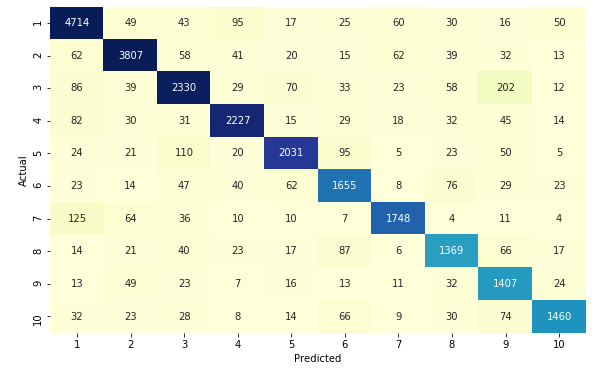 1 4714 49 43 95 17 25 60 30 16 50
2 62 3807 58 41 20 15 62 39 32 13
3 86 39 2330 29 70 33 23 58 202 12
4 82 30 31 2227 15 29 18 32 45 14
5 24 21 110 20 2031 95 5 23 50 5
6 23 14 47 40 62 1655 8 76 29 23
7 125 64 36 10 10 7 1748 4 11 4
8 14 21 40 23 17 87 6 1369 66 17
9 13 49 23 7 16 13 11 32 1407 24
10 32 23 28 8 14 66 9 30 74 1460
1 2 3 4 5 6 7 8 9 10
Predicted
Actual